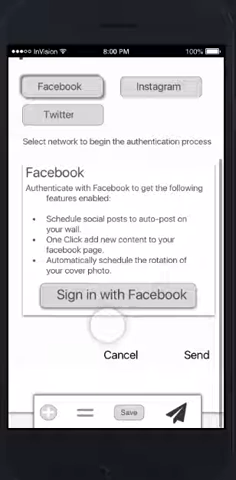 InVision 8:00 PM 100%
Facebook Instagram
Twitter
Select network to begin the authentication process
Facebook
Authenticate with Facebook to get the following
features enabled:
• Schedule social posts to auto-post on
your wall.
• One Click add new content to your
facebook page.
• Automatically schedule the rotation of
your cover photo.
Sign in with Facebook
Cancel Send
Save